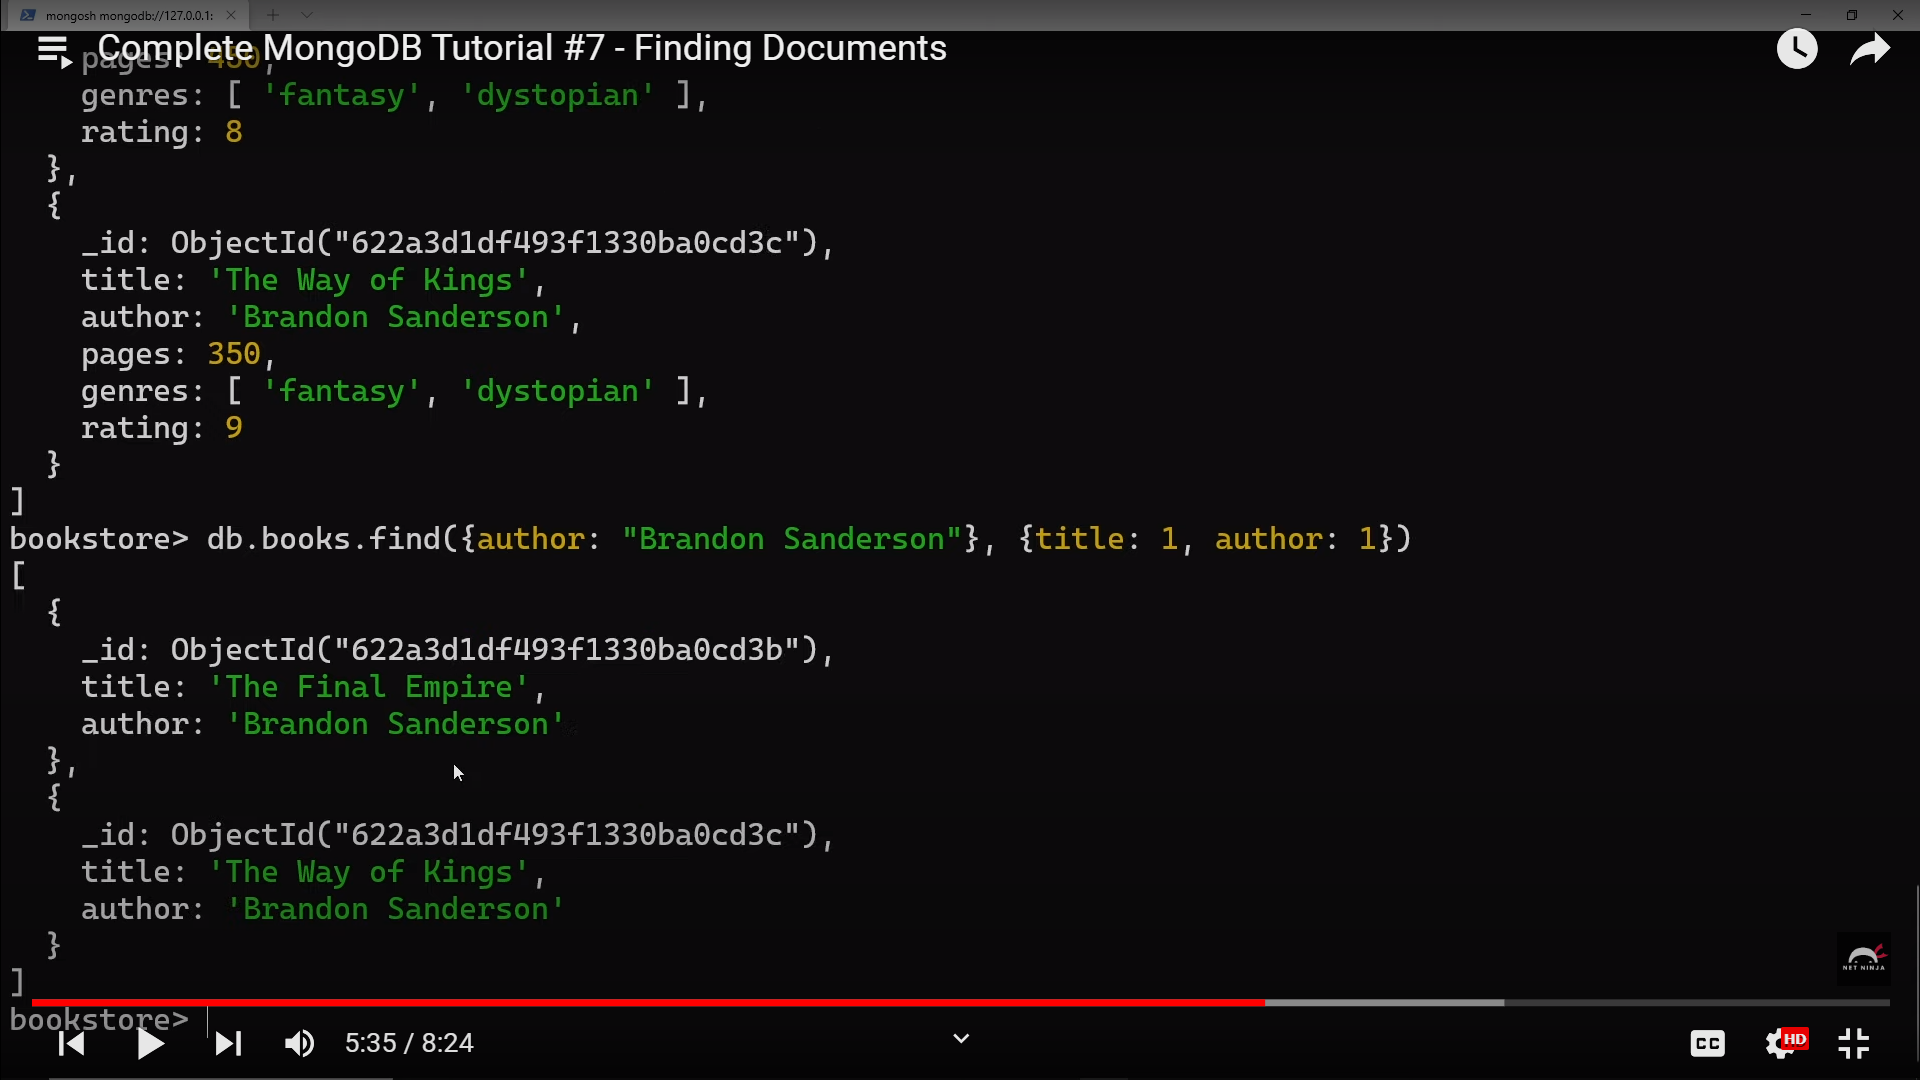 mongosh mongodb://127.0.0.1:
Complete MongoDB Tutorial #7 - Finding Documents
pages: 450,
genres: [ 'fantasy', 'dystopian' ],
rating: 8
},
{
_id: ObjectId("622a3d1df493f1330ba0cd3c"),
title: 'The Way of Kings',
author: 'Brandon Sanderson',
pages: 350,
genres: [ 'fantasy', 'dystopian' ],
rating: 9
}
]
bookstore> db.books.find({author: "Brandon Sanderson"}, {title: 1, author: 1})
[
{
_id: ObjectId("622a3d1df493f1330ba0cd3b"),
title: 'The Final Empire',
author: 'Brandon Sanderson'
},
{
_id: ObjectId("622a3d1df493f1330ba0cd3c"),
title: 'The Way of Kings',
author: 'Brandon Sanderson'
}
]
NET NINJA
bookstore>
5:35 / 8:24
CC
HD